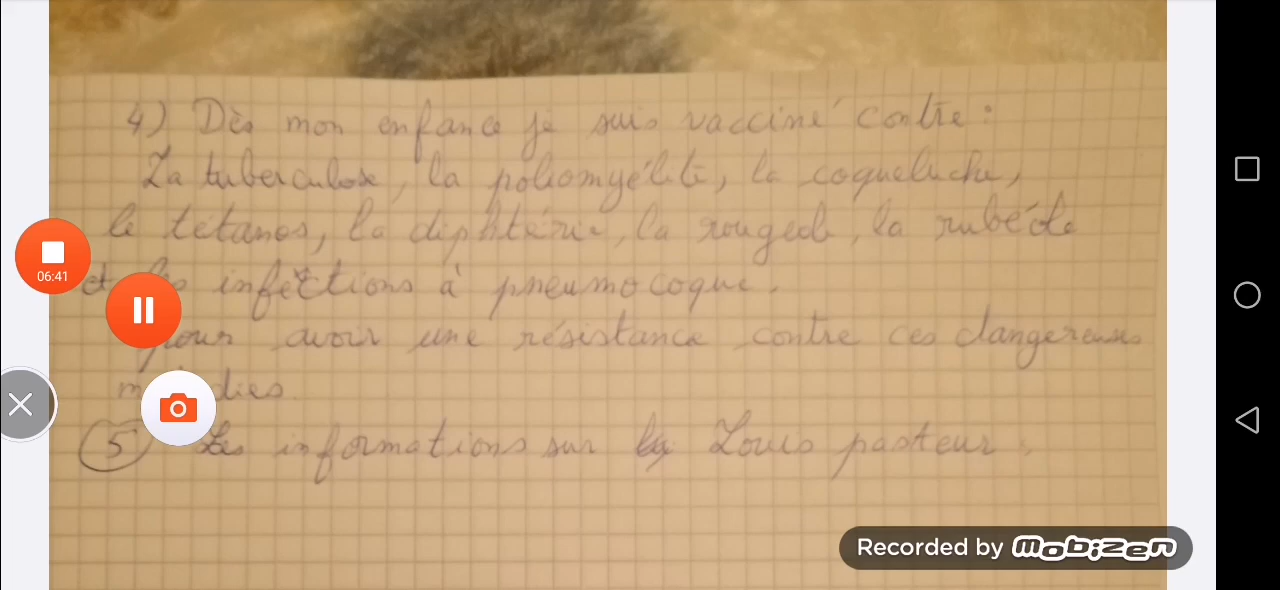 4) Dès mon enfance je suis vacciné contre :
La tuberculose, la poliomyélite, la coqueluche,
le tétanos, la diphtérie, la rougeole, la rubéole
et infections à pneumocoque.
pour avoir une résistance contre ces dangereuses
5 Les informations sur Louis pasteur.
06:41
Recorded by mobizen